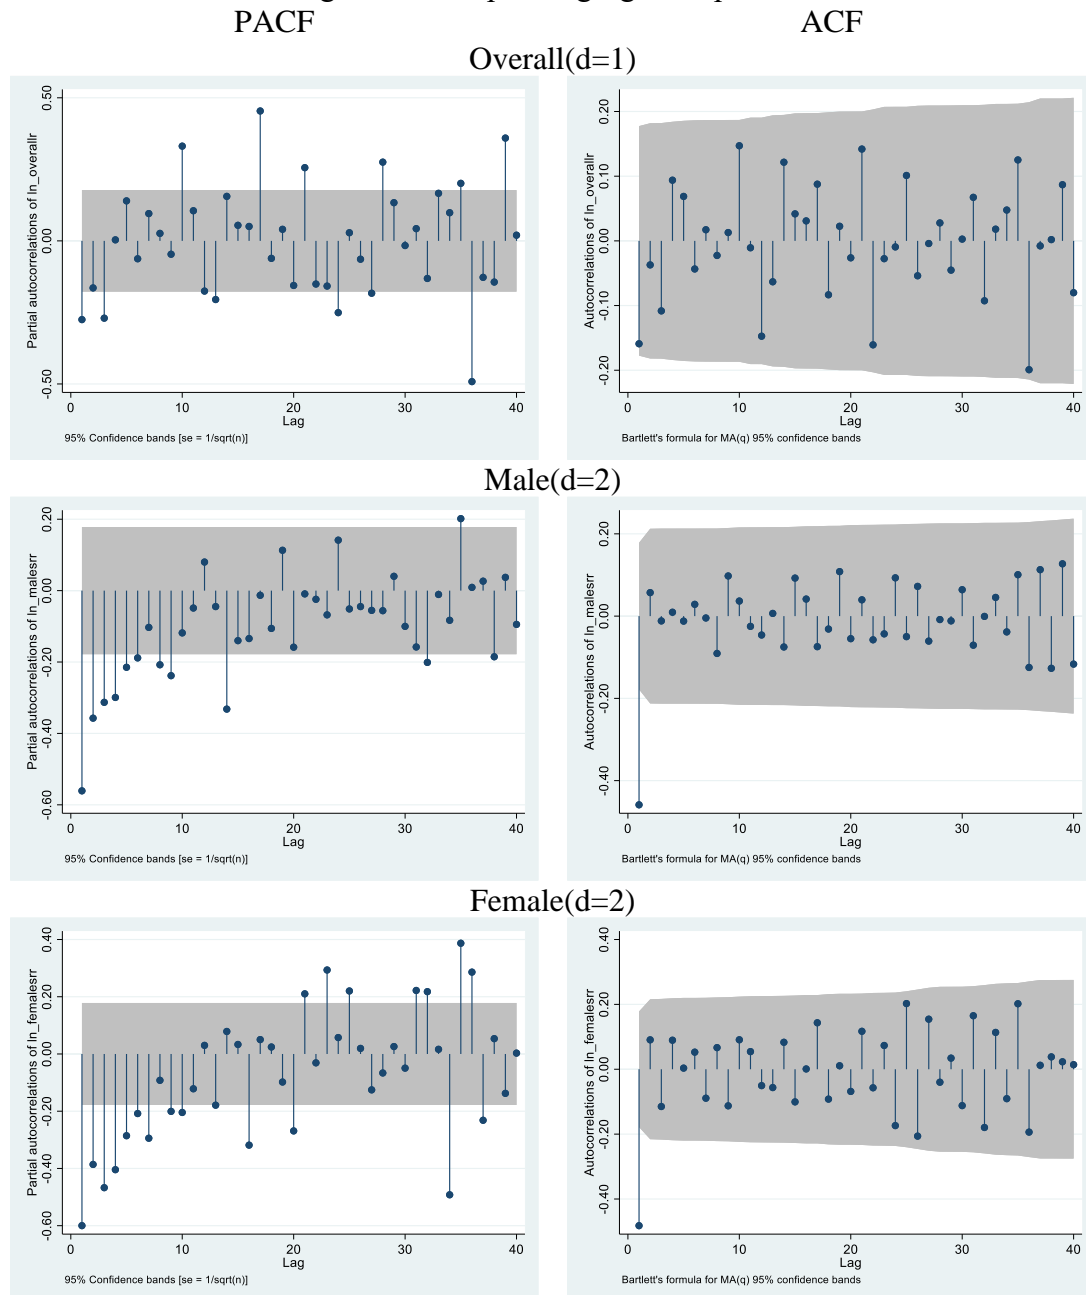 PACF ACF
Overall(d=1)
Partial autocorrelations of ln_overallr
0.50
0.00
-0.50
0 10 20 30 40
Lag
95% Confidence bands [se = 1/sqrt(n)]
Autocorrelations of ln_overallr
0.20
0.10
0.00
-0.10
-0.20
0 10 20 30 40
Lag
Bartlett's formula for MA(q) 95% confidence bands
Male(d=2)
Partial autocorrelations of ln_malesrr
0.20
0.00
-0.20
-0.40
-0.60
0 10 20 30 40
Lag
95% Confidence bands [se = 1/sqrt(n)]
Autocorrelations of ln_malesrr
0.20
0.00
-0.20
-0.40
0 10 20 30 40
Lag
Bartlett's formula for MA(q) 95% confidence bands
Female(d=2)
Partial autocorrelations of ln_femalesrr
0.40
0.20
0.00
-0.20
-0.40
-0.60
0 10 20 30 40
Lag
95% Confidence bands [se = 1/sqrt(n)]
Autocorrelations of ln_femalesrr
0.40
0.20
0.00
-0.20
-0.40
0 10 20 30 40
Lag
Bartlett's formula for MA(q) 95% confidence bands